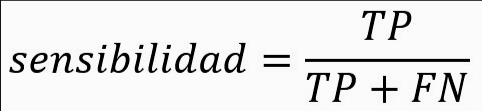 sensibilidad = TP / (TP + FN)